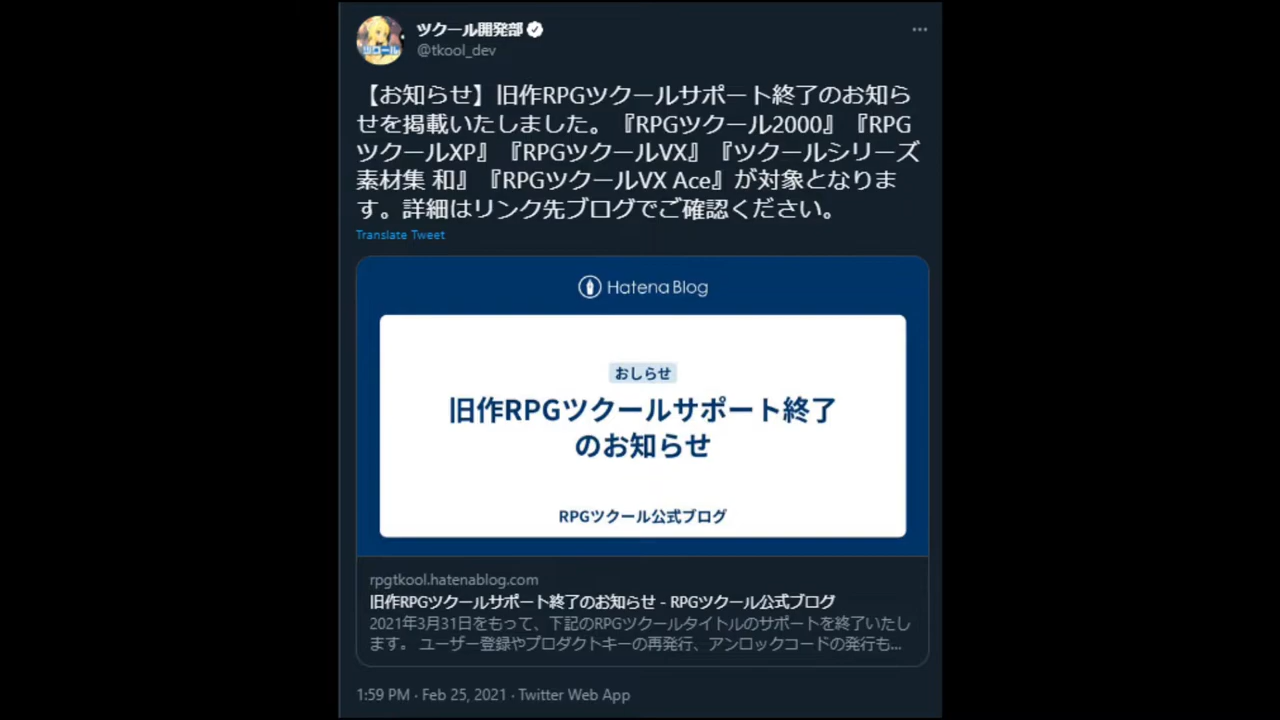 ツクール開発部
@tkool_dev
【お知らせ】旧作RPGツクールサポート終了のお知ら
せを掲載いたしました。『RPGツクール2000』『RPG
ツクールXP』『RPGツクールVX』『ツクールシリーズ
素材集 和』『RPGツクールVX Ace』が対象となりま
す。詳細はリンク先ブログでご確認ください。
Translate Tweet
Hatena Blog
おしらせ
旧作RPGツクールサポート終了
のお知らせ
RPGツクール公式ブログ
rpgtkool.hatenablog.com
旧作RPGツクールサポート終了のお知らせ - RPGツクール公式ブログ
2021年3月31日をもって、下記のRPGツクールタイトルのサポートを終了いたし
ます。 ユーザー登録やプロダクトキーの再発行、アンロックコードの発行も...
1:59 PM · Feb 25, 2021 · Twitter Web App